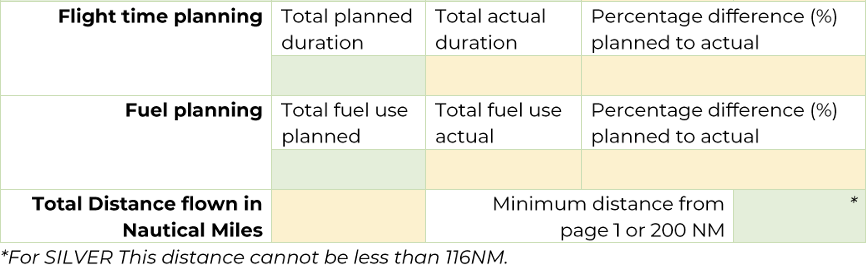 Flight time planning
Total planned duration
Total actual duration
Percentage difference (%) planned to actual
Fuel planning
Total fuel use planned
Total fuel use actual
Percentage difference (%) planned to actual
Total Distance flown in Nautical Miles
Minimum distance from page 1 or 200 NM
*
*For SILVER This distance cannot be less than 116NM.